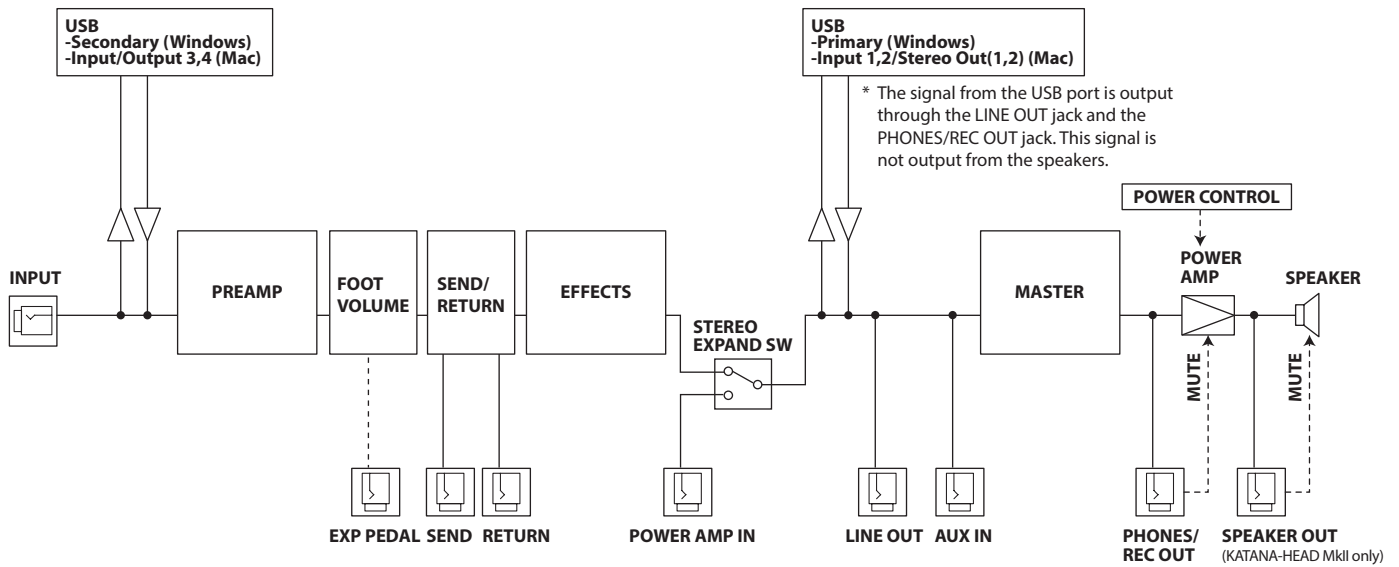 USB
-Secondary (Windows)
-Input/Output 3,4 (Mac)
USB
-Primary (Windows)
-Input 1,2/Stereo Out(1,2) (Mac)
* The signal from the USB port is output
through the LINE OUT jack and the
PHONES/REC OUT jack. This signal is
not output from the speakers.
POWER CONTROL
INPUT
PREAMP
FOOT
VOLUME
SEND/
RETURN
EFFECTS
STEREO
EXPAND SW
MASTER
POWER
AMP
SPEAKER
MUTE
MUTE
EXP PEDAL
SEND
RETURN
POWER AMP IN
LINE OUT
AUX IN
PHONES/
REC OUT
SPEAKER OUT
(KATANA-HEAD MkII only)